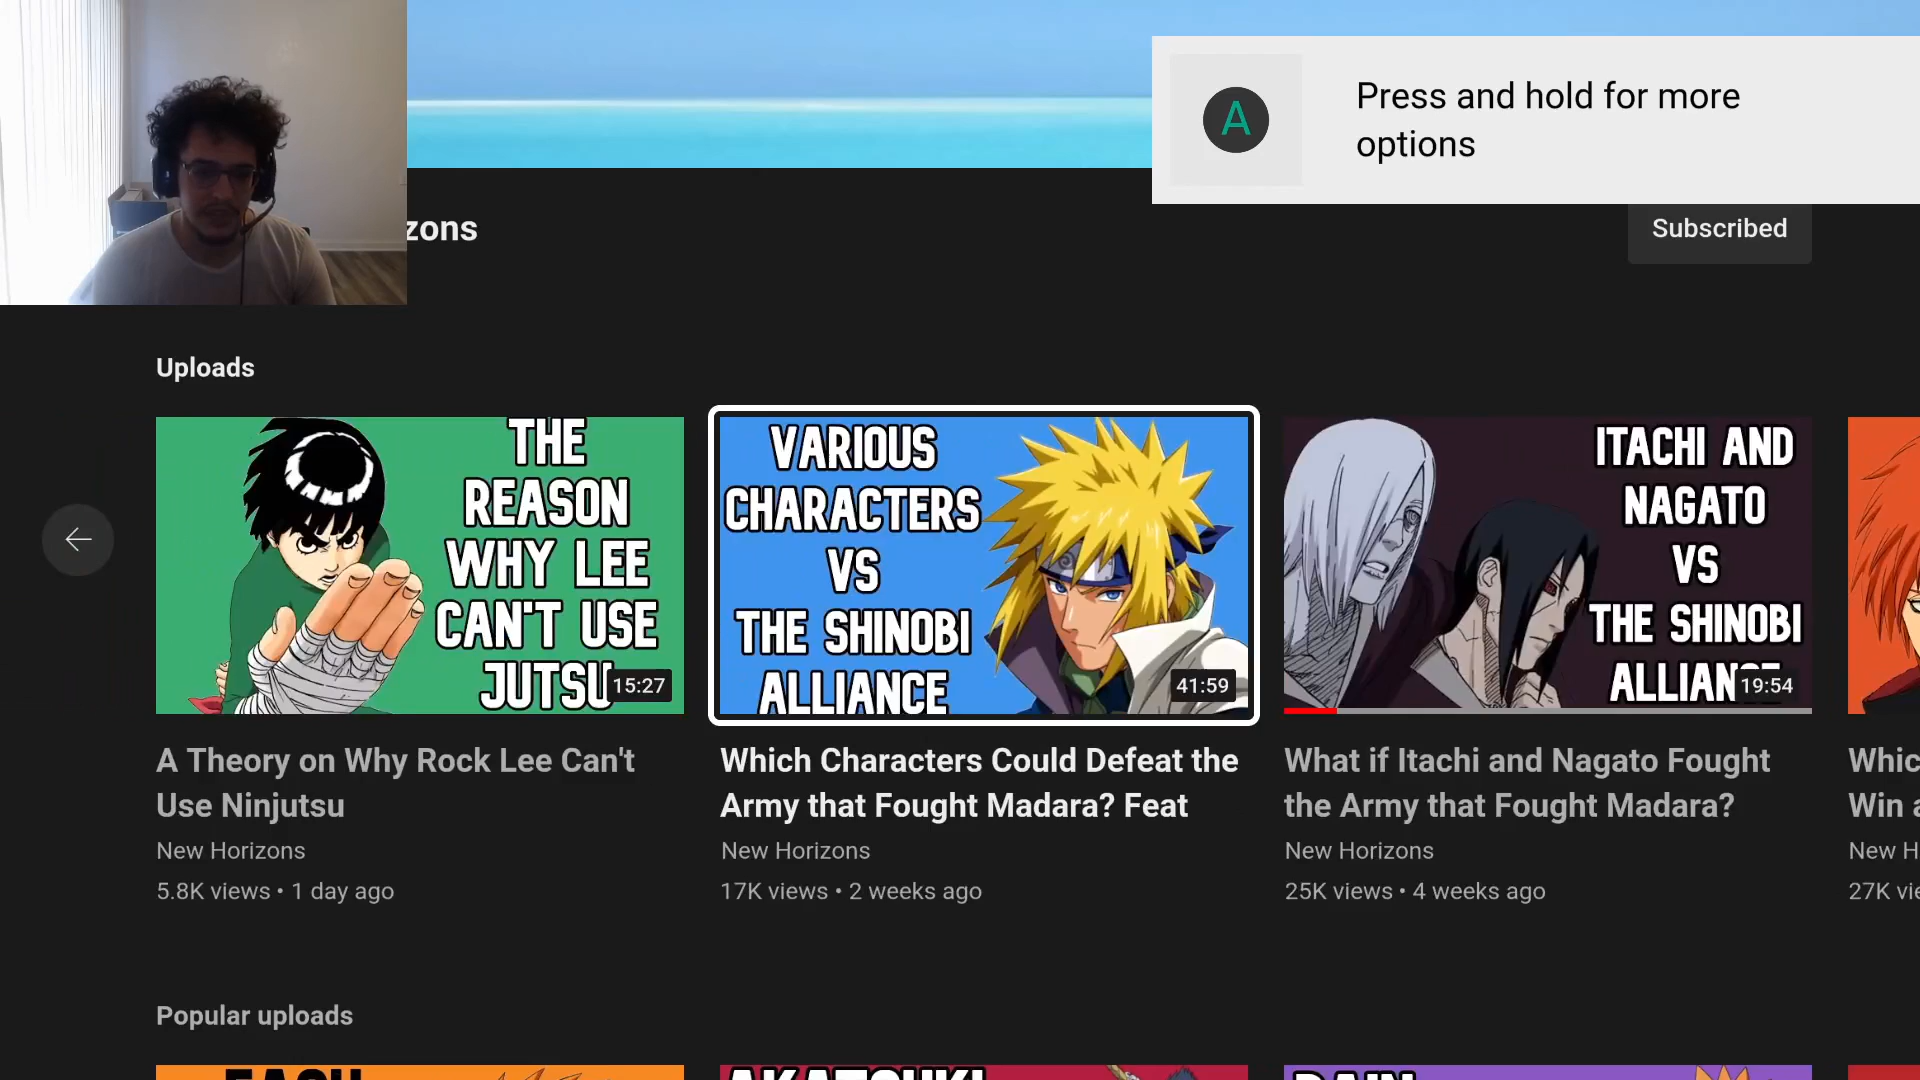 A
Press and hold for more
options
zons
Subscribed
Uploads
THE
REASON
WHY LEE
CAN'T USE
JUTSU
15:27
VARIOUS
CHARACTERS
VS
THE SHINOBI
ALLIANCE
41:59
ITACHI AND
NAGATO
VS
THE SHINOBI
ALLIANCE
19:54
A Theory on Why Rock Lee Can't
Use Ninjutsu
New Horizons
5.8K views • 1 day ago
Which Characters Could Defeat the
Army that Fought Madara? Feat
New Horizons
17K views • 2 weeks ago
What if Itachi and Nagato Fought
the Army that Fought Madara?
New Horizons
25K views • 4 weeks ago
Whic
Win a
New H
27K vie
Popular uploads
EACH
AKATSUKI
PAIN